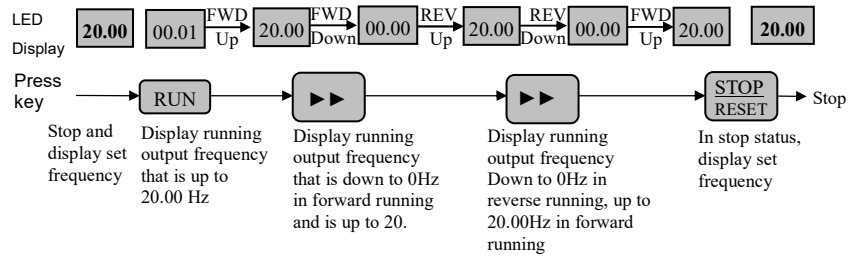 LED
Display
20.00
00.01
FWD
Up
20.00
FWD
Down
00.00
REV
Up
20.00
REV
Down
00.00
FWD
Up
20.00
20.00
Press
key
RUN
►►
►►
STOP
RESET
Stop
Stop and
display set
frequency
Display running
output frequency
that is up to
20.00 Hz
Display running
output frequency
that is down to 0Hz
in forward running
and is up to 20.
Display running
output frequency
Down to 0Hz in
reverse running, up to
20.00Hz in forward
running
In stop status,
display set
frequency